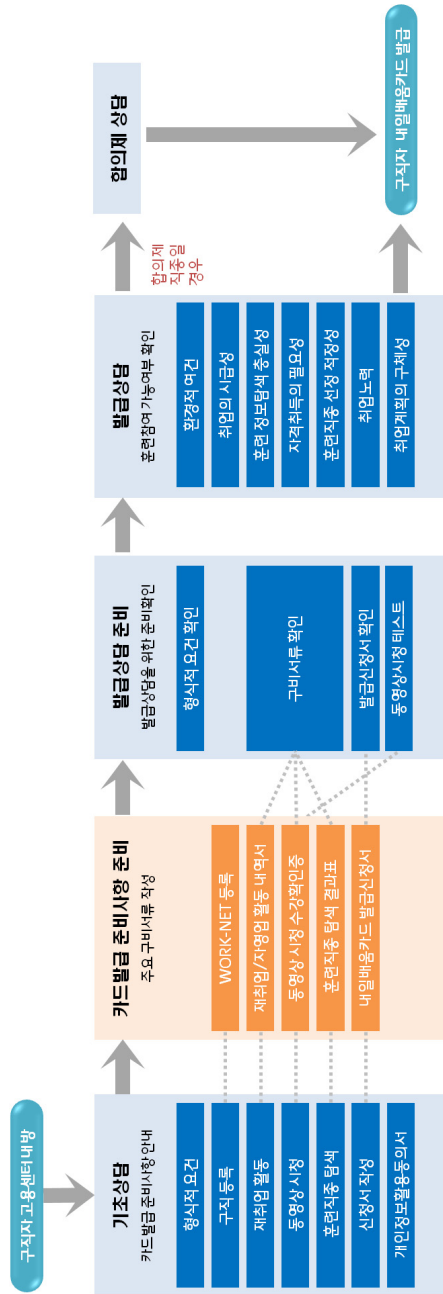 구직자 고용센터 내방
기초상담
카드발급 준비사항 안내
형식적 요건
구직 등록
재취업 활동
동영상 시청
훈련직종 탐색
신청서 작성
개인정보활용동의서
카드발급 준비사항 준비
주요 구비서류 작성
WORK-NET 등록
재취업/자영업 활동 내역서
동영상 시청 수강확인증
훈련직종 탐색 결과표
내일배움카드 발급신청서
발급상담 준비
발급상담을 위한 준비확인
형식적 요건 확인
구비서류 확인
발급신청서 확인
동영상시청 테스트
발급상담
훈련참여 가능여부 확인
환경적 여건
취업의 시급성
훈련 정보탐색 충실성
자격취득의 필요성
훈련직종 선정 적정성
취업 노력
취업계획의 구체성
합의제
직종일
경우
합의제 상담
구직자 내일배움카드 발급